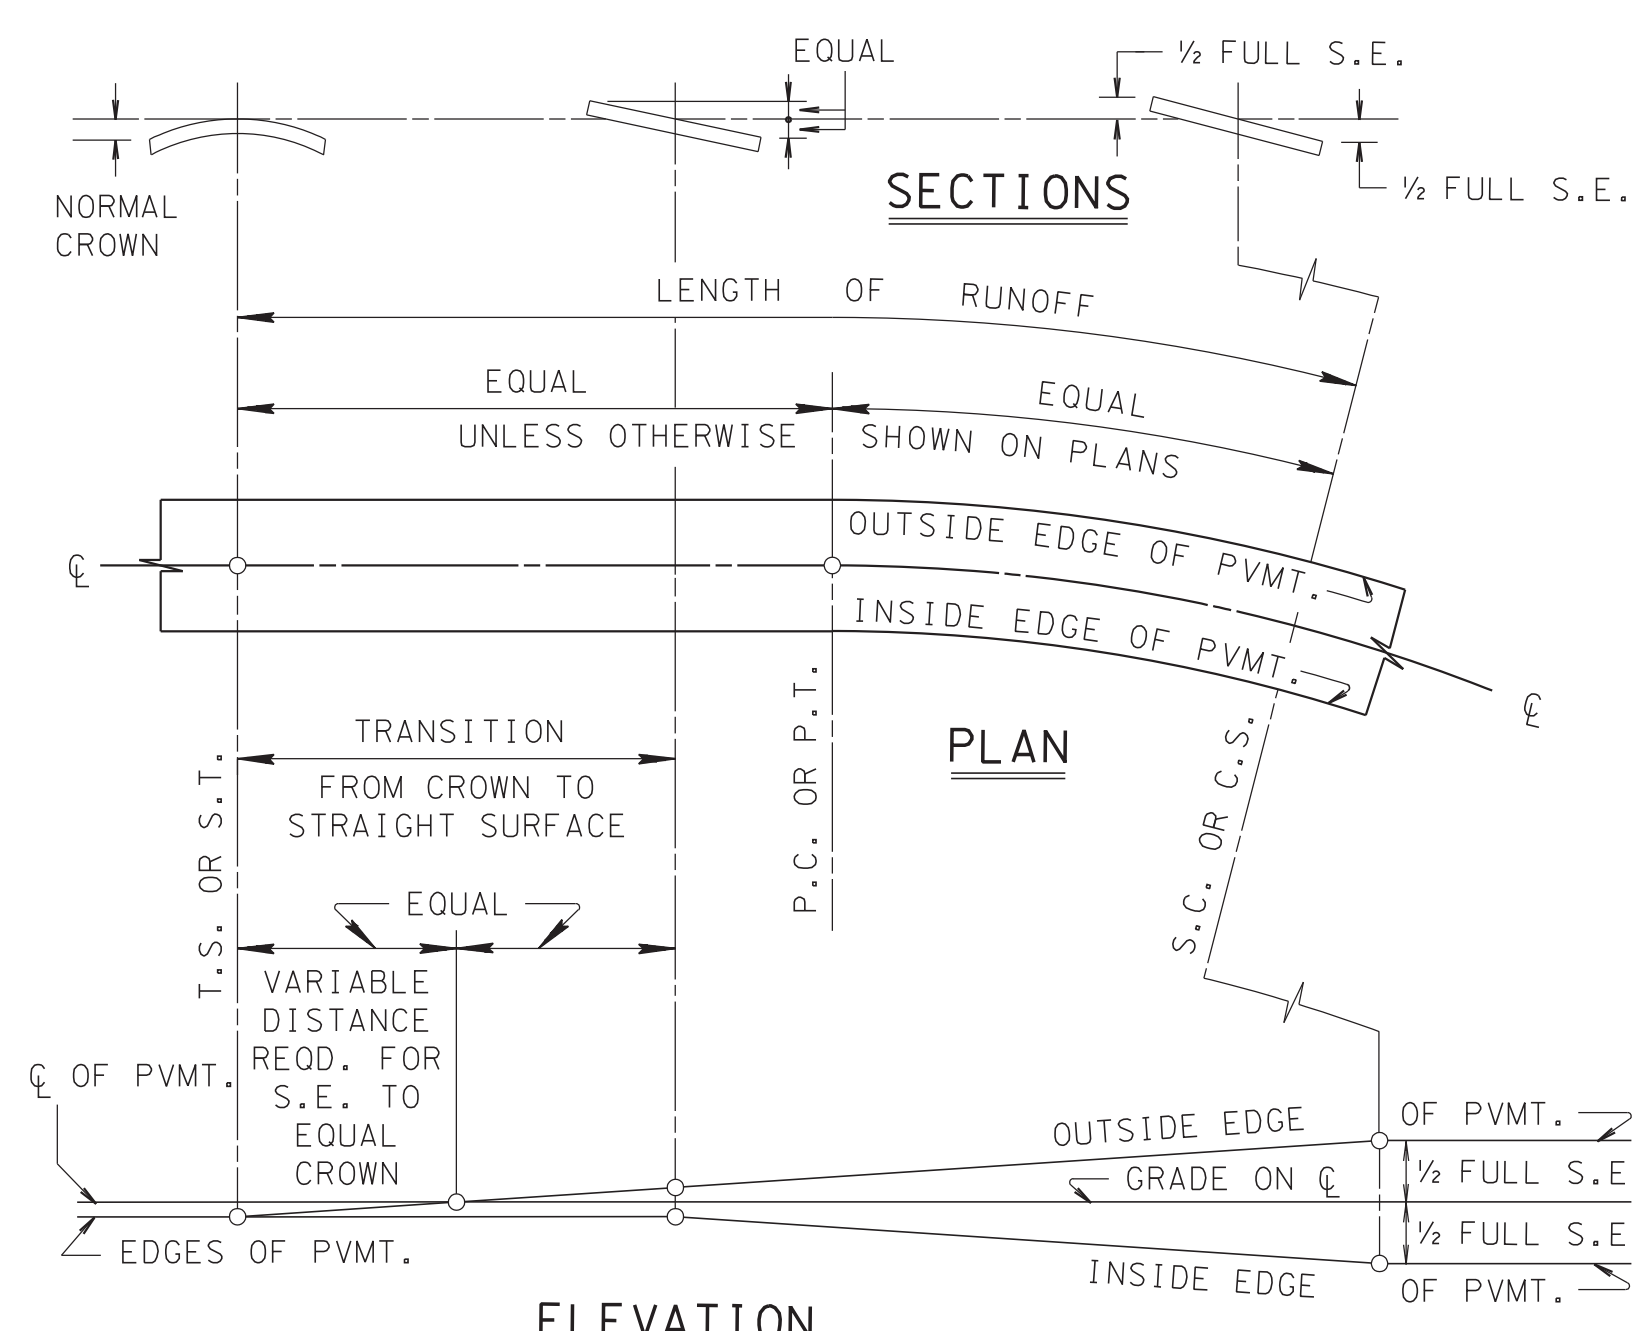 EQUAL
½ FULL S.E.
NORMAL
CROWN
SECTIONS
½ FULL S.E.
LENGTH OF RUNOFF
EQUAL
EQUAL
UNLESS OTHERWISE SHOWN ON PLANS
℄
OUTSIDE EDGE OF PVMT.
INSIDE EDGE OF PVMT.
℄
TRANSITION
FROM CROWN TO
STRAIGHT SURFACE
PLAN
T.S. OR S.T.
P.C. OR P.T.
S.C. OR C.S.
EQUAL
VARIABLE
DISTANCE
REQD. FOR
S.E. TO
EQUAL
CROWN
℄ OF PVMT.
OUTSIDE EDGE OF PVMT.
½ FULL S.E
GRADE ON ℄
½ FULL S.E
EDGES OF PVMT.
INSIDE EDGE OF PVMT.
ELEVATION